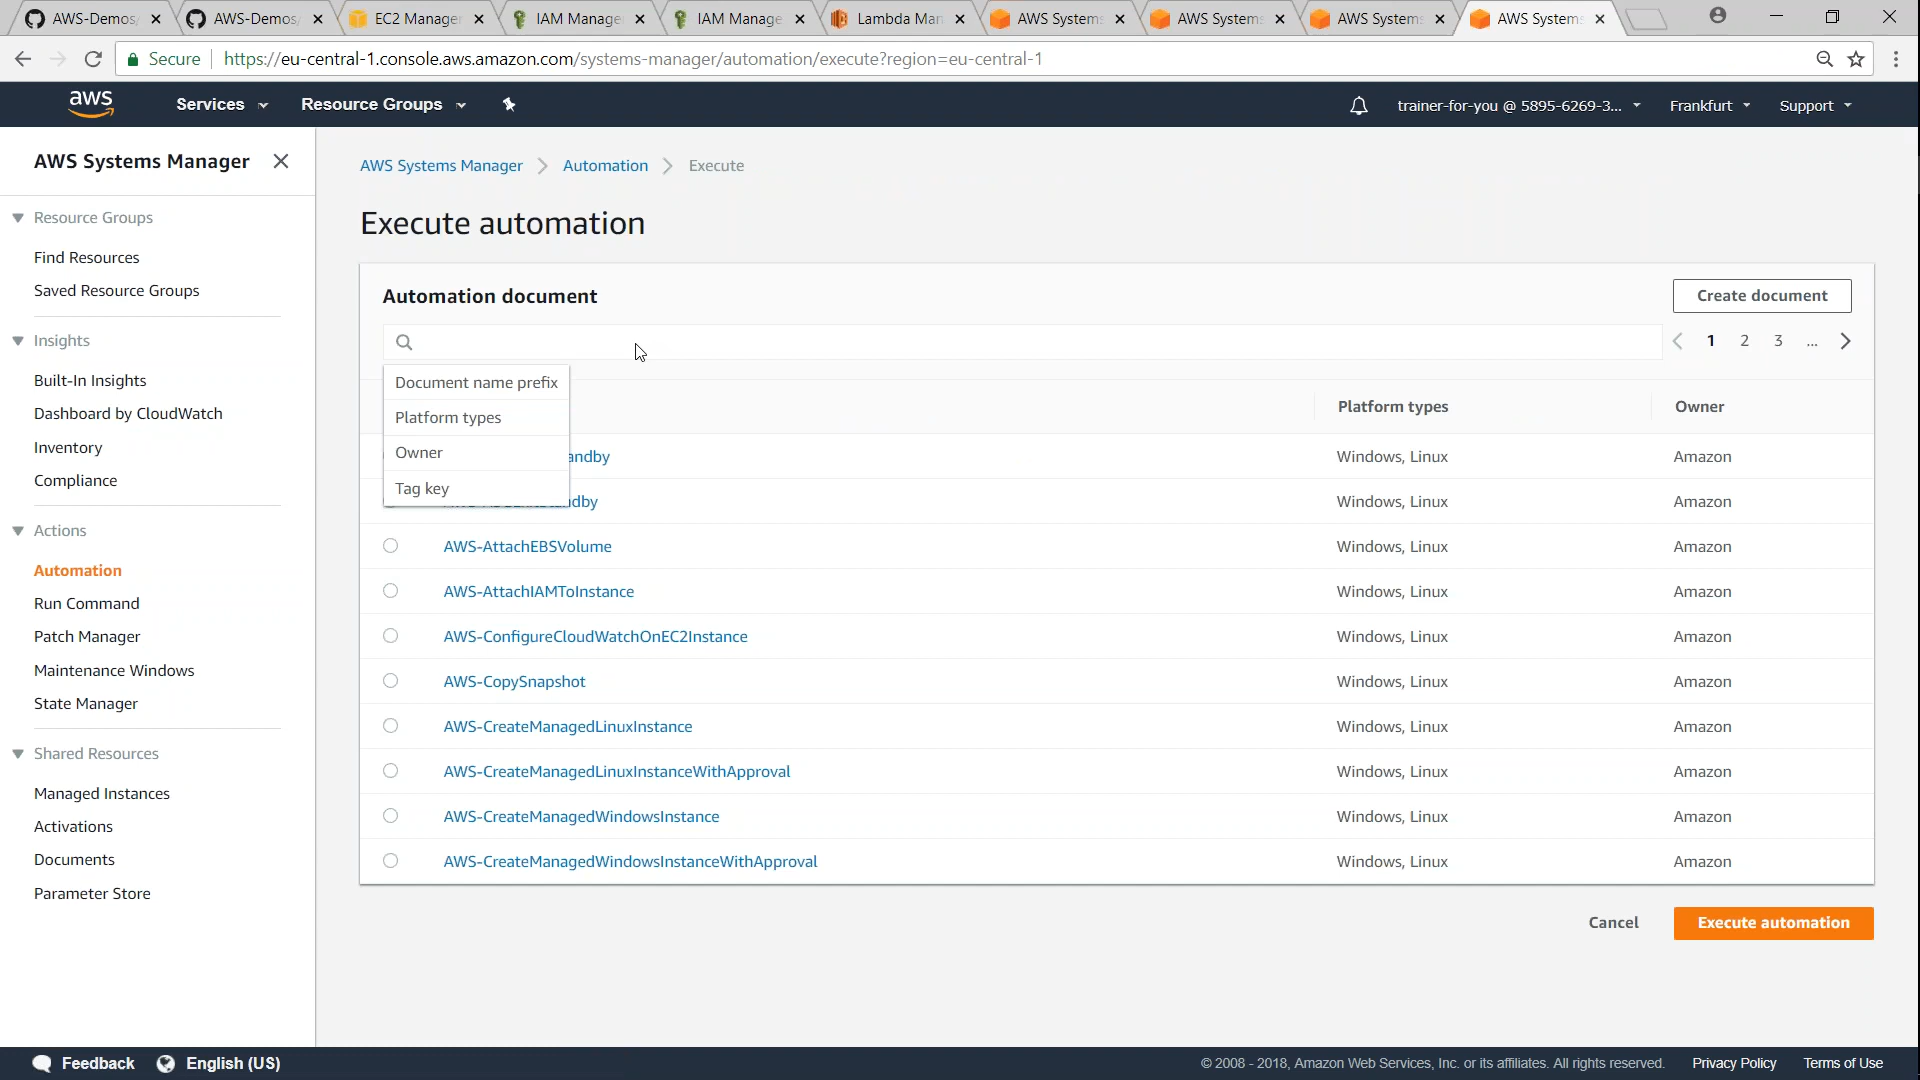 AWS-Demos
AWS-Demos
EC2 Manage
IAM Manage
IAM Manage
Lambda Man
AWS Systems
AWS Systems
AWS Systems
AWS Systems
Secure
https://eu-central-1.console.aws.amazon.com/systems-manager/automation/execute?region=eu-central-1
aws
Services
Resource Groups
trainer-for-you @ 5895-6269-3...
Frankfurt
Support
AWS Systems Manager
Resource Groups
Find Resources
Saved Resource Groups
Insights
Built-In Insights
Dashboard by CloudWatch
Inventory
Compliance
Actions
Automation
Run Command
Patch Manager
Maintenance Windows
State Manager
Shared Resources
Managed Instances
Activations
Documents
Parameter Store
AWS Systems Manager > Automation > Execute
Execute automation
Automation document
Create document
1 2 3 ...
Document name prefix
Platform types
Owner
Tag key
Platform types Owner
andby Windows, Linux Amazon
dby Windows, Linux Amazon
AWS-AttachEBSVolume Windows, Linux Amazon
AWS-AttachIAMToInstance Windows, Linux Amazon
AWS-ConfigureCloudWatchOnEC2Instance Windows, Linux Amazon
AWS-CopySnapshot Windows, Linux Amazon
AWS-CreateManagedLinuxInstance Windows, Linux Amazon
AWS-CreateManagedLinuxInstanceWithApproval Windows, Linux Amazon
AWS-CreateManagedWindowsInstance Windows, Linux Amazon
AWS-CreateManagedWindowsInstanceWithApproval Windows, Linux Amazon
Cancel
Execute automation
Feedback
English (US)
© 2008 - 2018, Amazon Web Services, Inc. or its affiliates. All rights reserved.
Privacy Policy
Terms of Use